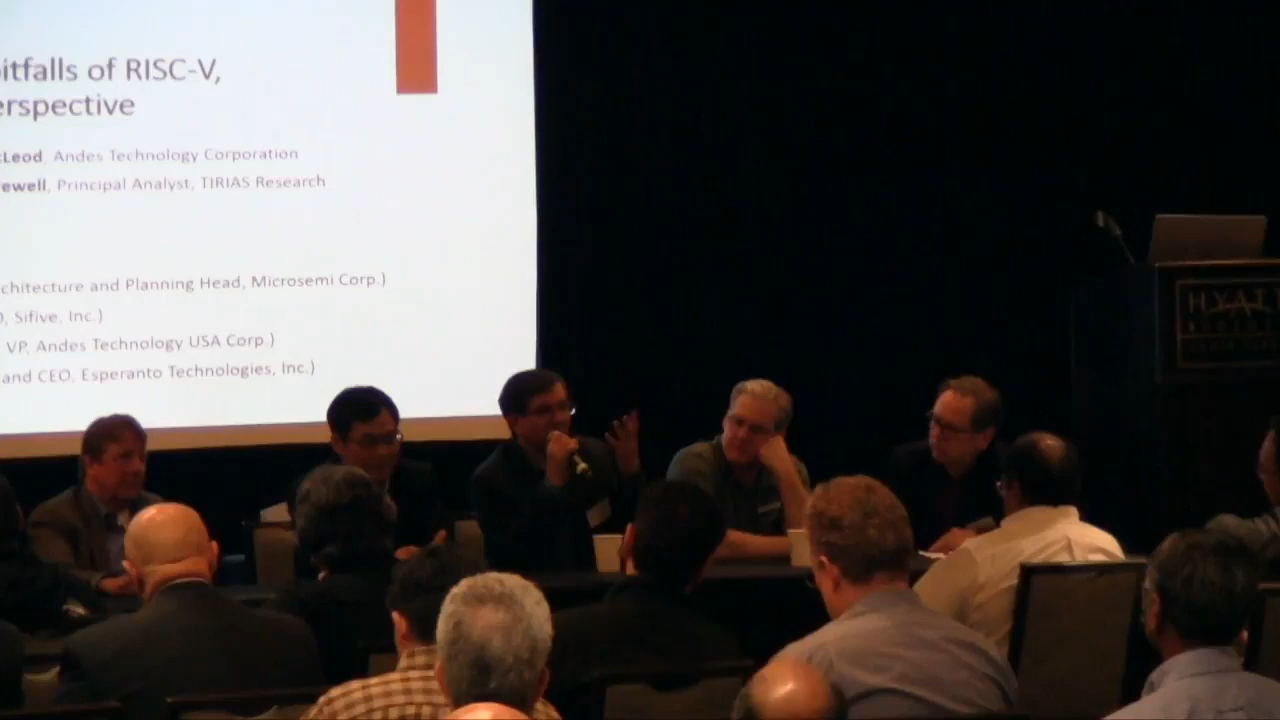 itfalls of RISC-V,
erspective
Leod, Andes Technology Corporation
ewell, Principal Analyst, TIRIAS Research
chitecture and Planning Head, Microsemi Corp.)
O, Sifive, Inc.)
VP, Andes Technology USA Corp.)
and CEO, Esperanto Technologies, Inc.)
HYAT